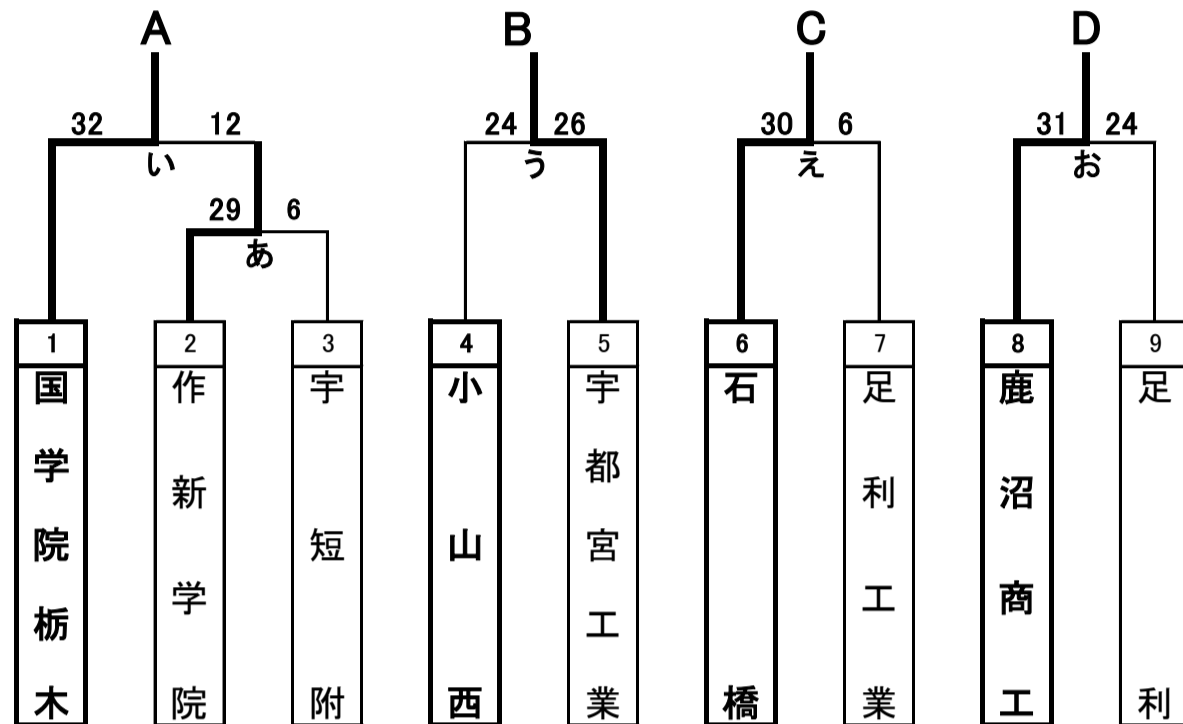 A B C D
32 12 24 26 30 6 31 24
い う え お
29 6
あ
1 2 3 4 5 6 7 8 9
国学院栃木
作新学院
宇短附
小山西
宇都宮工業
石橋
足利工業
鹿沼商工
足利